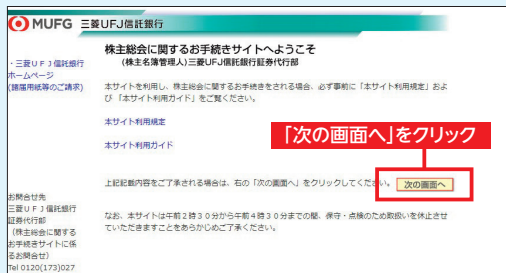 MUFG 三菱UFJ信託銀行
株主総会に関するお手続きサイトへようこそ
(株主名簿管理人)三菱UFJ信託銀行証券代行部
・三菱ＵＦＪ信託銀行
ホームページ
(諸届用紙等のご請求)
本サイトを利用し、株主総会に関するお手続きをされる場合、必ず事前に「本サイト利用規定」およ
び 「本サイト利用ガイド」をご覧ください。
本サイト利用規定
本サイト利用ガイド
「次の画面へ」をクリック
上記記載内容をご了承される場合は、右の「次の画面へ」をクリックしてください。 次の画面へ
なお、本サイトは午前２時３０分から午前４時３０分までの間、保守・点検のため取扱いを休止させ
ていただきますことをあらかじめご了承ください。
お問合せ先
三菱ＵＦＪ信託銀行
証券代行部
（株主総会に関する
お手続きサイトに係
るお問合せ）
Tel 0120(173)027